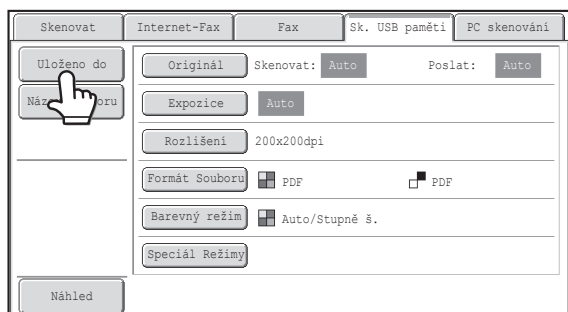 Skenovat Internet-Fax Fax Sk. USB paměti PC skenování
Uloženo do Originál Skenovat: Auto Poslat: Auto
Expozice Auto
Rozlišení 200x200dpi
Formát Souboru PDF PDF
Barevný režim Auto/Stupně š.
Speciál Režimy
Náhled